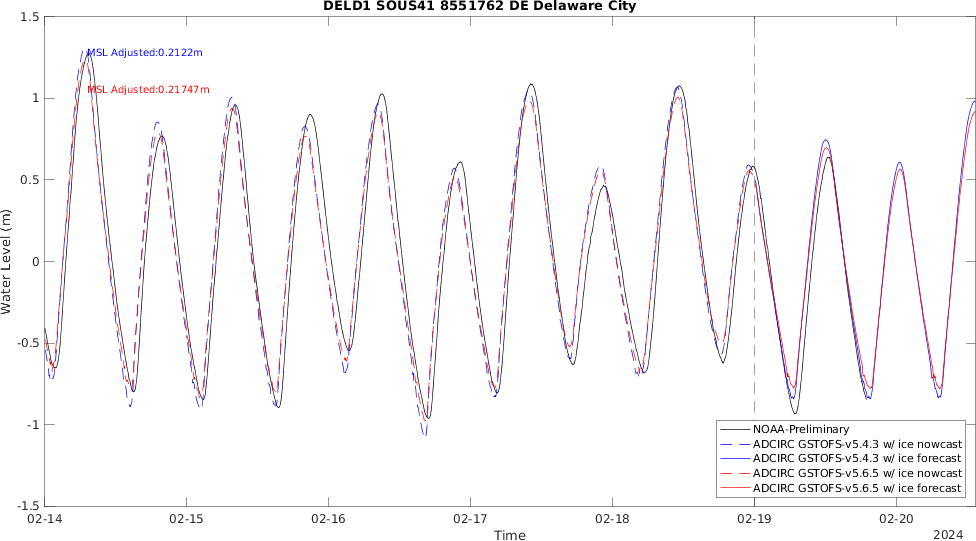 DELD1 SOUS41 8551762 DE Delaware City
1.5
MSL Adjusted:0.2122m
MSL Adjusted:0.21747m
1
0.5
0
-0.5
-1
-1.5
Water Level (m)
NOAA-Preliminary
ADCIRC GSTOFS-v5.4.3 w/ ice nowcast
ADCIRC GSTOFS-v5.4.3 w/ ice forecast
ADCIRC GSTOFS-v5.6.5 w/ ice nowcast
ADCIRC GSTOFS-v5.6.5 w/ ice forecast
02-14 02-15 02-16 02-17 02-18 02-19 02-20
Time
2024